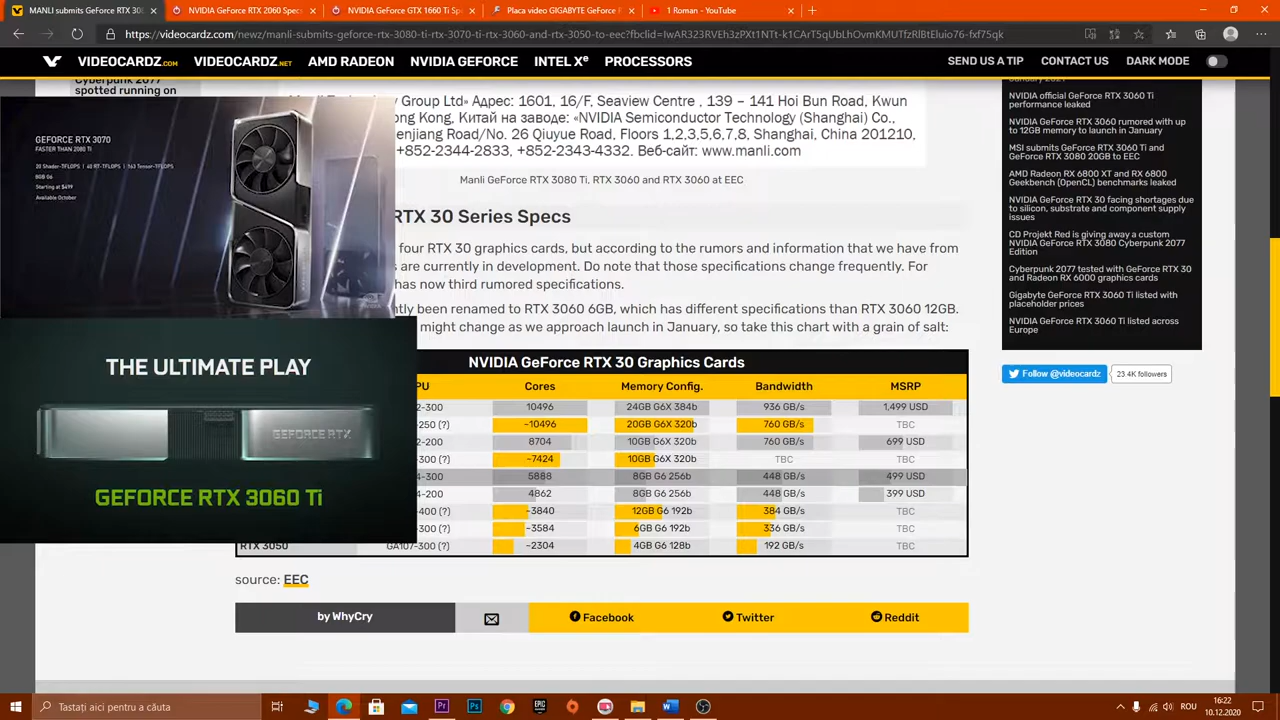 MANLI submits GeForce RTX 30
NVIDIA GeForce RTX 2060 Specs
NVIDIA GeForce GTX 1660 Ti Sp
Placa video GIGABYTE GeForce
1 Roman - YouTube
https://videocardz.com/newz/manli-submits-geforce-rtx-3080-ti-rtx-3070-ti-rtx-3060-and-rtx-3050-to-eec?fbclid=IwAR323RVEh3zPXt1NTt-k1CArT5qUbLhOvmKMUTfzRlBtEluio76-fxf75qk
VIDEOCARDZ.COM
VIDEOCARDZ.NET
AMD RADEON
NVIDIA GEFORCE
INTEL Xe
PROCESSORS
SEND US A TIP
CONTACT US
DARK MODE
Cyberpunk 2077
spotted running on
Group Ltd» Адрес: 1601, 16/F, Seaview Centre , 139 – 141 Hoi Bun Road, Kwun
Kong, Китай на заводе: «NVIDIA Semiconductor Technology (Shanghai) Co.,
Road/No. 26 Qiuyue Road, Floors 1,2,3,5,6,7,8, Shanghai, China 201210,
+852-2344-2833, +852-2343-4332. Веб-сайт: www.manli.com
Manli GeForce RTX 3080 Ti, RTX 3060 and RTX 3060 at EEC
GEFORCE RTX 3070
FASTER THAN 2080 TI
20 Shader-TFLOPS | 40 RT-TFLOPS | 163 Tensor-TFLOPS
8GB G6
Starting at $499
Available October
RTX 30 Series Specs
four RTX 30 graphics cards, but according to the rumors and information that we have from
are currently in development. Do note that those specifications change frequently. For
has now third rumored specifications.
been renamed to RTX 3060 6GB, which has different specifications than RTX 3060 12GB.
might change as we approach launch in January, so take this chart with a grain of salt:
THE ULTIMATE PLAY
GEFORCE RTX
GEFORCE RTX 3060 Ti
NVIDIA GeForce RTX 30 Graphics Cards
PU Cores Memory Config. Bandwidth MSRP
2-300 10496 24GB G6X 384b 936 GB/s 1,499 USD
-250 (?) ~10496 20GB G6X 320b 760 GB/s TBC
2-200 8704 10GB G6X 320b 760 GB/s 699 USD
-300 (?) ~7424 10GB G6X 320b TBC TBC
4-300 5888 8GB G6 256b 448 GB/s 499 USD
4-200 4862 8GB G6 256b 448 GB/s 399 USD
-400 (?) ~3840 12GB G6 192b 384 GB/s TBC
-300 (?) ~3584 6GB G6 192b 336 GB/s TBC
RTX 3050 GA107-300 (?) ~2304 4GB G6 128b 192 GB/s TBC
source: EEC
by WhyCry
Facebook
Twitter
Reddit
January 2021
NVIDIA official GeForce RTX 3060 Ti
performance leaked
NVIDIA GeForce RTX 3060 rumored with up
to 12GB memory to launch in January
MSI submits GeForce RTX 3060 Ti and
GeForce RTX 3080 20GB to EEC
AMD Radeon RX 6800 XT and RX 6800
Geekbench (OpenCL) benchmarks leaked
NVIDIA GeForce RTX 30 facing shortages due
to silicon, substrate and component supply
issues
CD Projekt Red is giving away a custom
NVIDIA GeForce RTX 3080 Cyberpunk 2077
Edition
Cyberpunk 2077 tested with GeForce RTX 30
and Radeon RX 6000 graphics cards
Gigabyte GeForce RTX 3060 Ti listed with
placeholder prices
NVIDIA GeForce RTX 3060 Ti listed across
Europe
Follow @videocardz
23.4K followers
Tastați aici pentru a căuta
ROU
16:22
10.12.2020